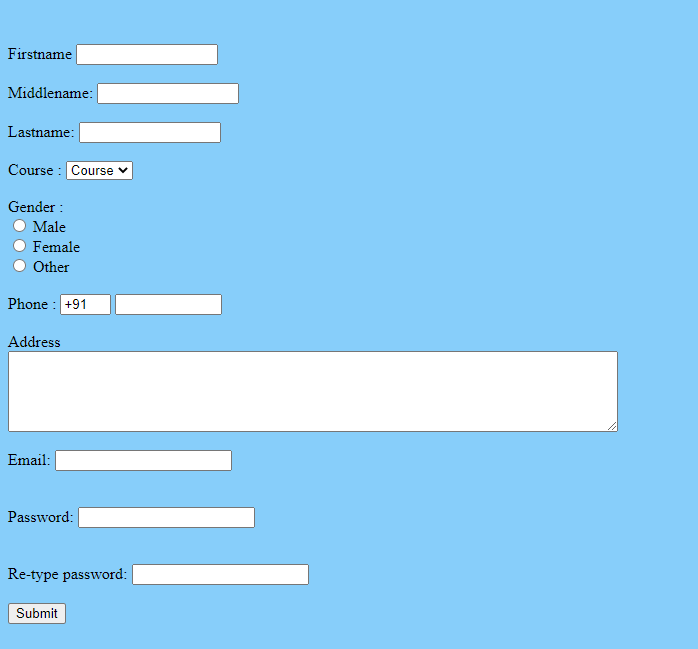 Firstname
Middlename:
Lastname:
Course : Course
Gender :
Male
Female
Other
Phone : +91
Address
Email:
Password:
Re-type password:
Submit